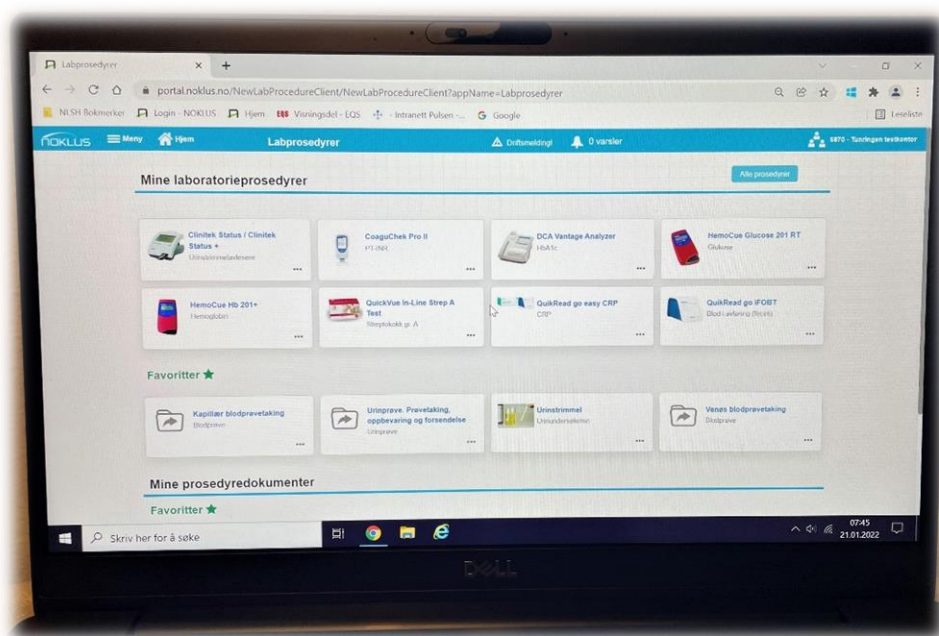 Labprosedyrer
portal.noklus.no/NewLabProcedureClient/NewLabProcedureClient?appName=Labprosedyrer
NLSH Bokmerker Login - NOKLUS Hjem EQS Visningsdel - EQS - Intranett Pulsen -... G Google Leseliste
NOKLUS Meny Hjem Labprosedyrer Driftsmelding! 0 varsler
Mine laboratorieprosedyrer Alle prosedyrer
Clinitek Status / Clinitek
Status +
Urinstrimmelavlesere
CoaguChek Pro II
PT-INR
DCA Vantage Analyzer
HbA1c
HemoCue Glucose 201 RT
Glukose
HemoCue Hb 201+
Hemoglobin
QuickVue In-Line Strep A
Test
Streptokokk gr. A
QuikRead go easy CRP
CRP
QuikRead go iFOBT
Blod i avføring (feces)
Favoritter
Kapillær blodprøvetaking
Blodprøve
Urinprøve. Prøvetaking,
oppbevaring og forsendelse
Urinprøve
Urinstrimmel
Urinundersøkelse
Venøs blodprøvetaking
Blodprøve
Mine prosedyredokumenter
Favoritter
Skriv her for å søke
07:45
21.01.2022
DELL